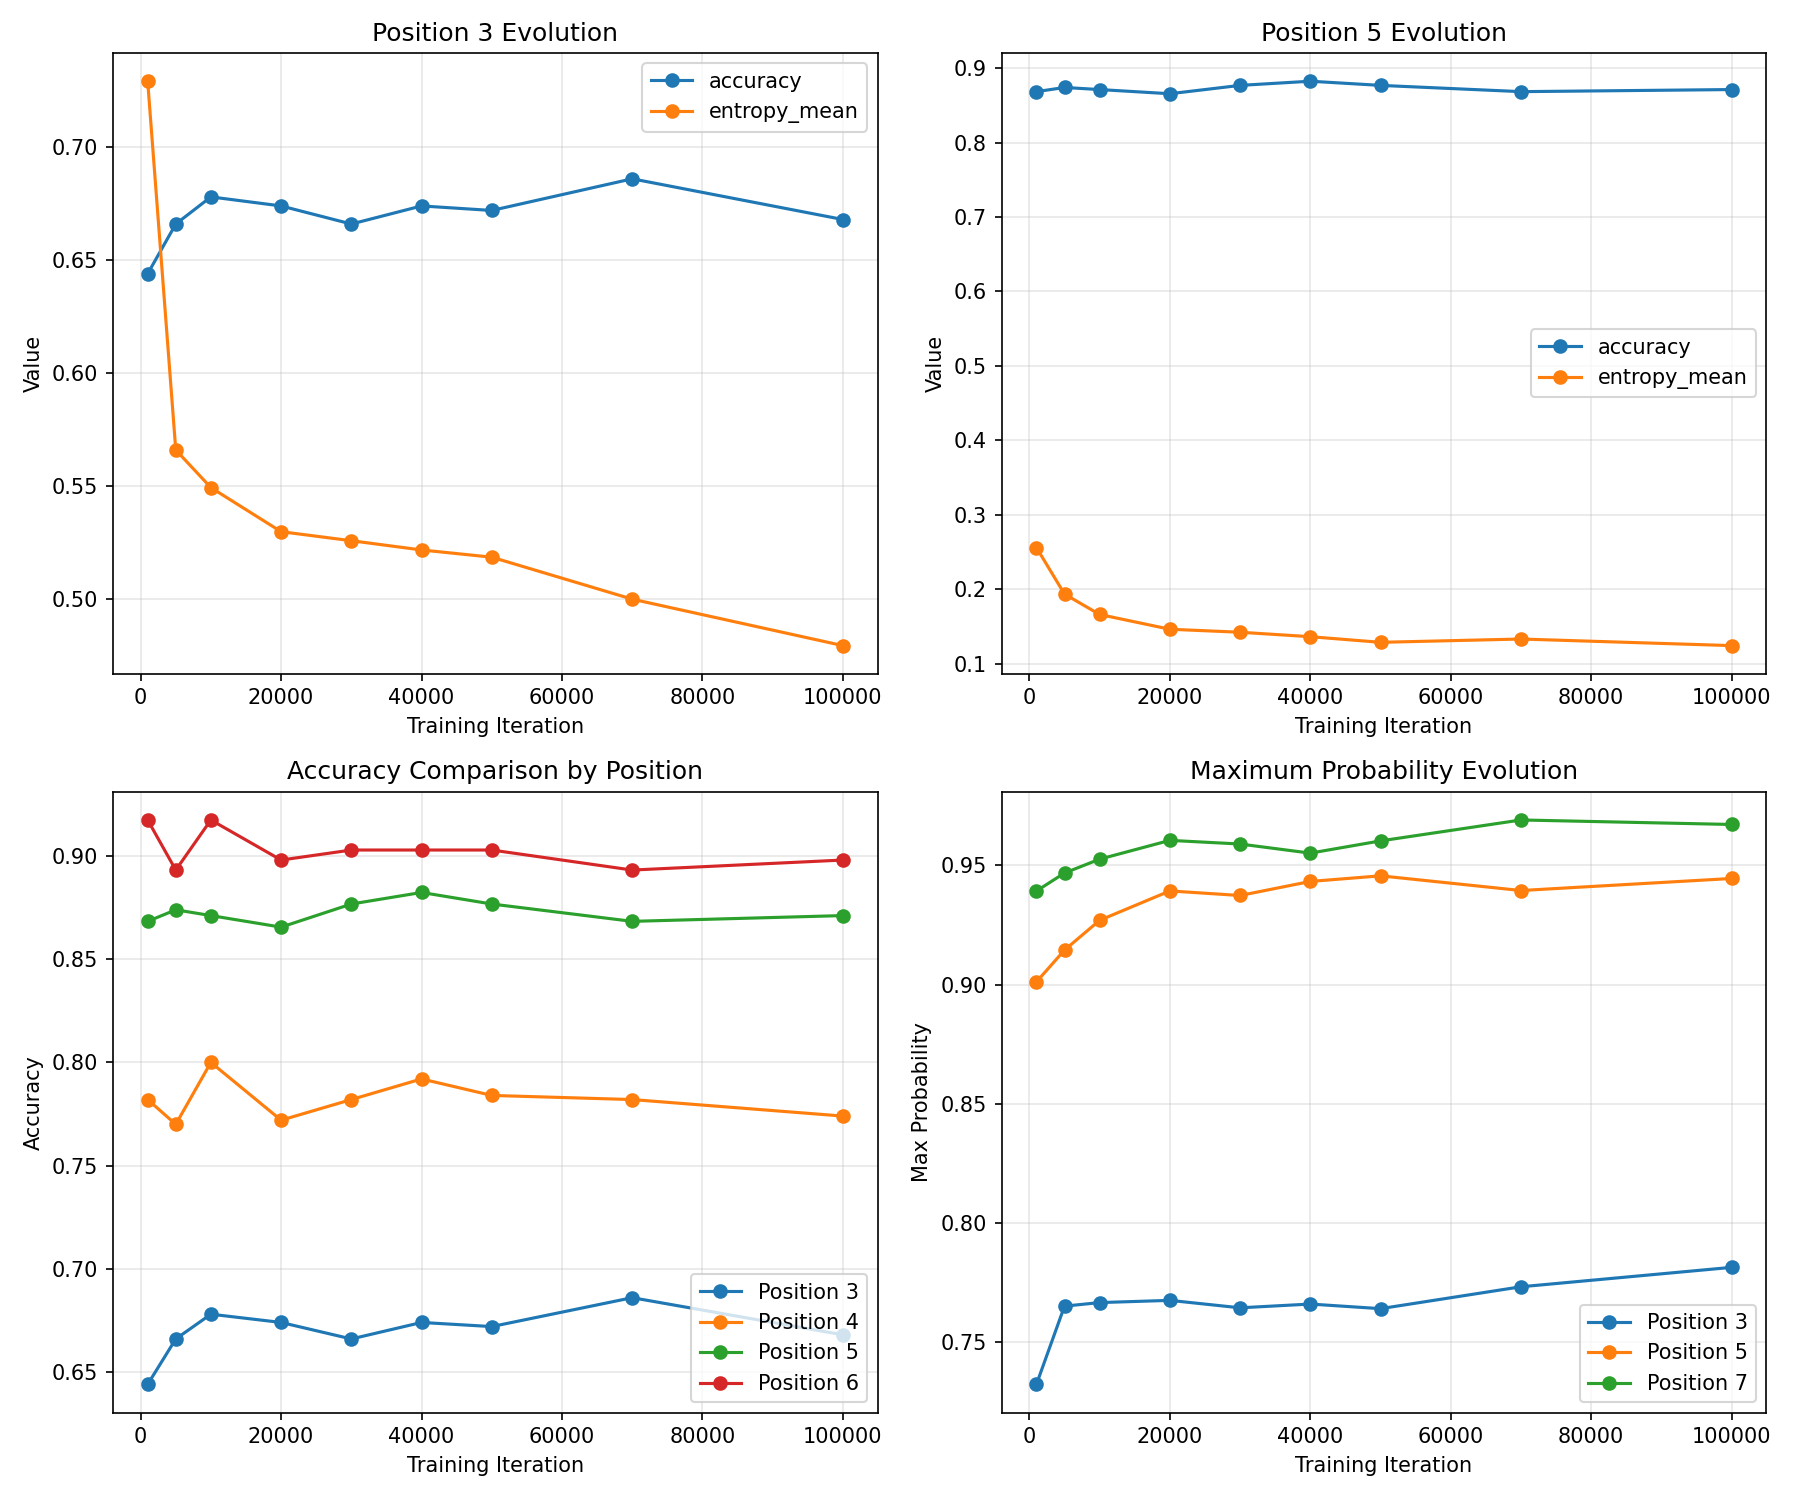 Position 3 Evolution
accuracy
entropy_mean
0.70
0.65
0.60
0.55
0.50
Value
0
20000
40000
60000
80000
100000
Training Iteration
Position 5 Evolution
accuracy
entropy_mean
0.9
0.8
0.7
0.6
0.5
0.4
0.3
0.2
0.1
Value
0
20000
40000
60000
80000
100000
Training Iteration
Accuracy Comparison by Position
0.90
0.85
0.80
0.75
0.70
0.65
Accuracy
Position 3
Position 4
Position 5
Position 6
0
20000
40000
60000
80000
100000
Training Iteration
Maximum Probability Evolution
0.95
0.90
0.85
0.80
0.75
Max Probability
Position 3
Position 5
Position 7
0
20000
40000
60000
80000
100000
Training Iteration